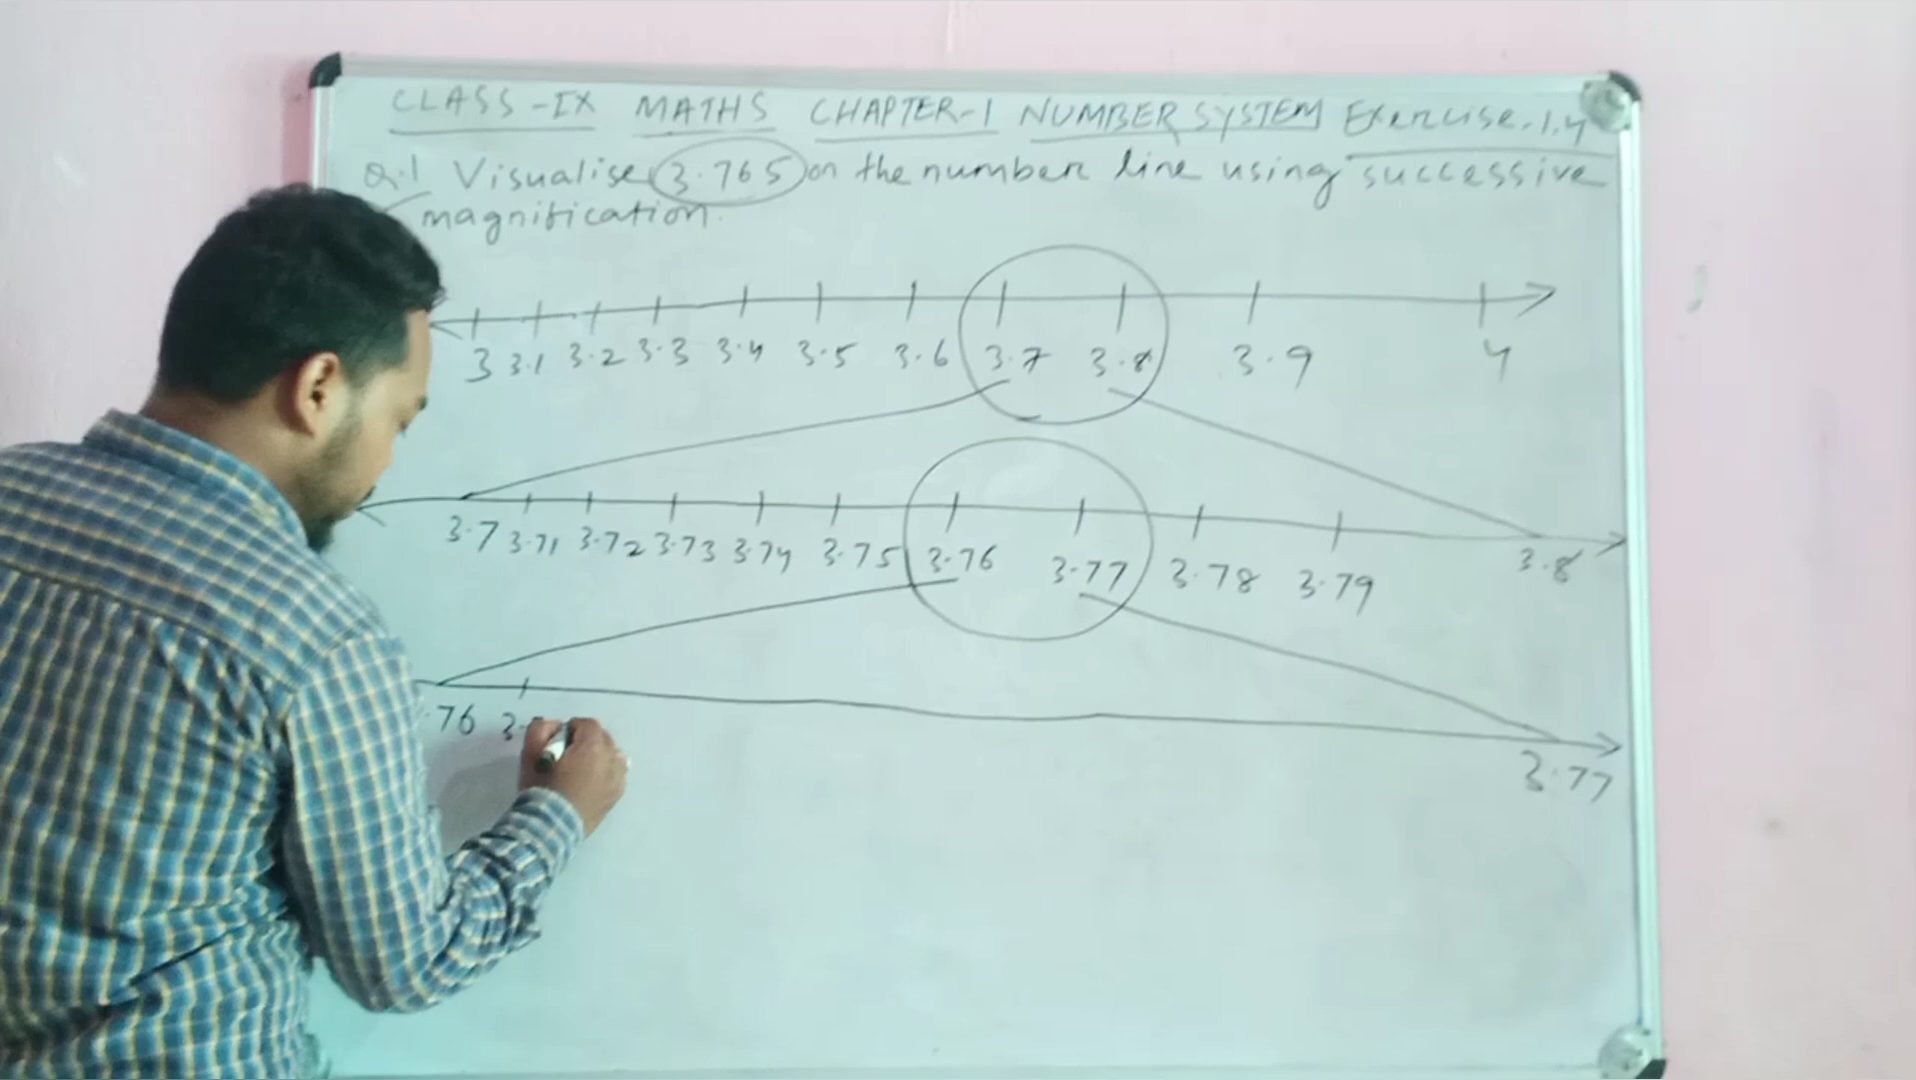 CLASS-IX MATHS CHAPTER-1 NUMBER SYSTEM Exercise.1.4
Q.1 Visualise 3.765 on the number line using successive
magnification.
3 3.1 3.2 3.3 3.4 3.5 3.6 3.7 3.8 3.9 4
3.7 3.71 3.72 3.73 3.74 3.75 3.76 3.77 3.78 3.79 3.8
.76 3. 3.77